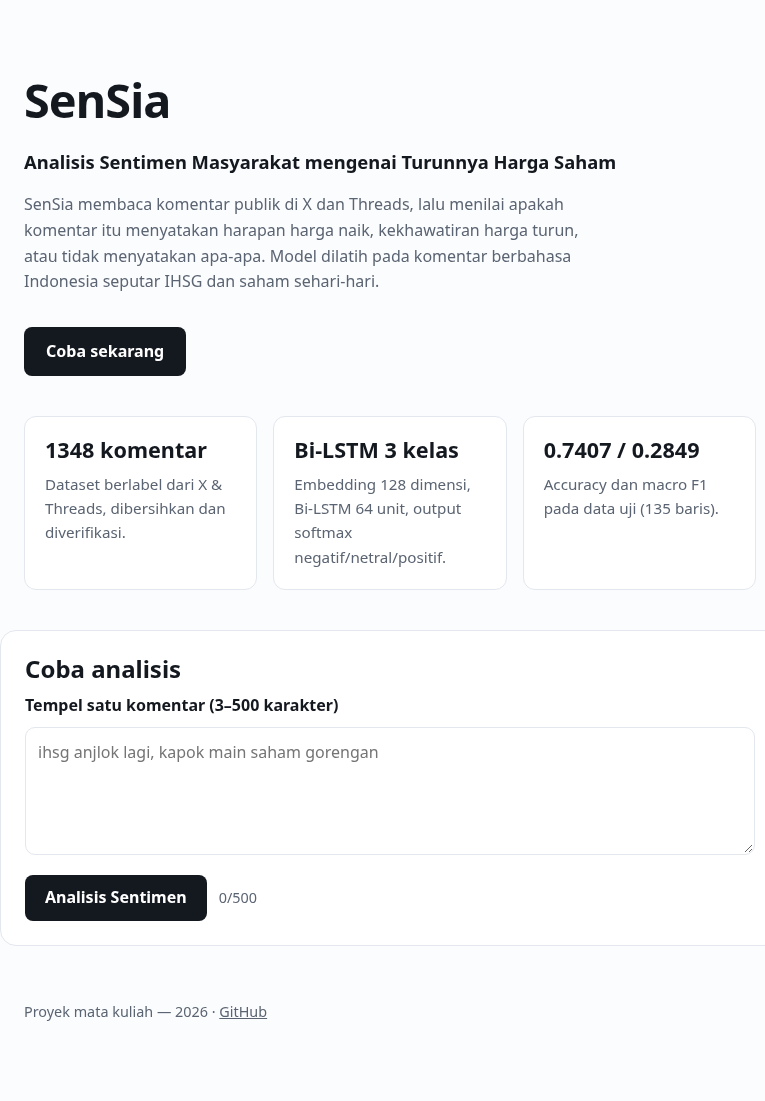 SenSia
Analisis Sentimen Masyarakat mengenai Turunnya Harga Saham
SenSia membaca komentar publik di X dan Threads, lalu menilai apakah
komentar itu menyatakan harapan harga naik, kekhawatiran harga turun,
atau tidak menyatakan apa-apa. Model dilatih pada komentar berbahasa
Indonesia seputar IHSG dan saham sehari-hari.
Coba sekarang
1348 komentar
Dataset berlabel dari X &
Threads, dibersihkan dan
diverifikasi.
Bi-LSTM 3 kelas
Embedding 128 dimensi,
Bi-LSTM 64 unit, output
softmax
negatif/netral/positif.
0.7407 / 0.2849
Accuracy dan macro F1
pada data uji (135 baris).
Coba analisis
Tempel satu komentar (3–500 karakter)
ihsg anjlok lagi, kapok main saham gorengan
Analisis Sentimen 0/500
Proyek mata kuliah — 2026 · GitHub